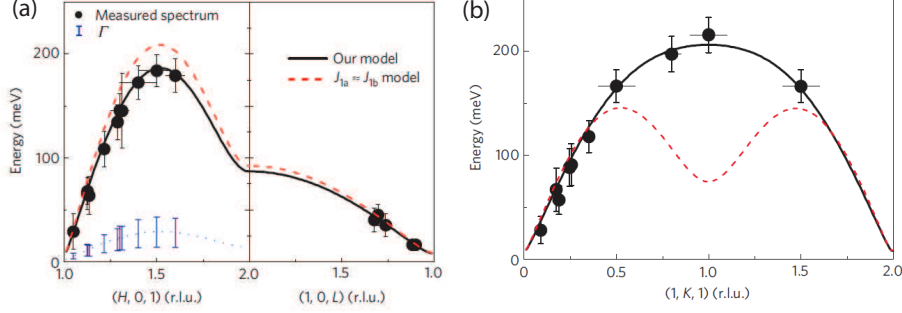 (a)
Measured spectrum
Γ
Our model
J1a ≈ J1b model
200
100
0
Energy (meV)
1.0
1.5
2.0
1.5
1.0
(H, 0, 1) (r.l.u.)
(1, 0, L) (r.l.u.)
(b)
200
100
0
Energy (meV)
0
0.5
1.0
1.5
2.0
(1, K, 1) (r.l.u.)